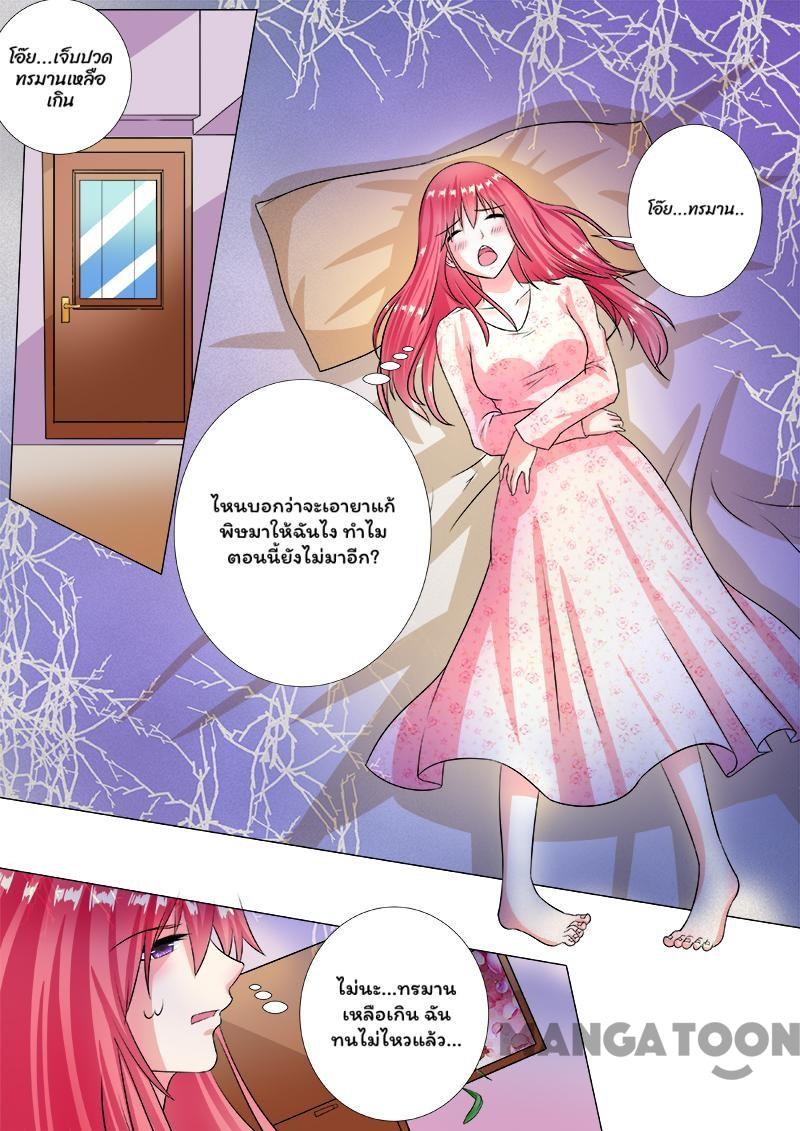 โอ๊ย...เจ็บปวด
ทรมานเหลือ
เกิน
โอ๊ย...ทรมาน..
ไหนบอกว่าจะเอายาแก้
พิษมาให้ฉันไง ทำไม
ตอนนี้ยังไม่มาอีก?
ไม่นะ...ทรมาน
เหลือเกิน ฉัน
ทนไม่ไหวแล้ว...
MANGATOON